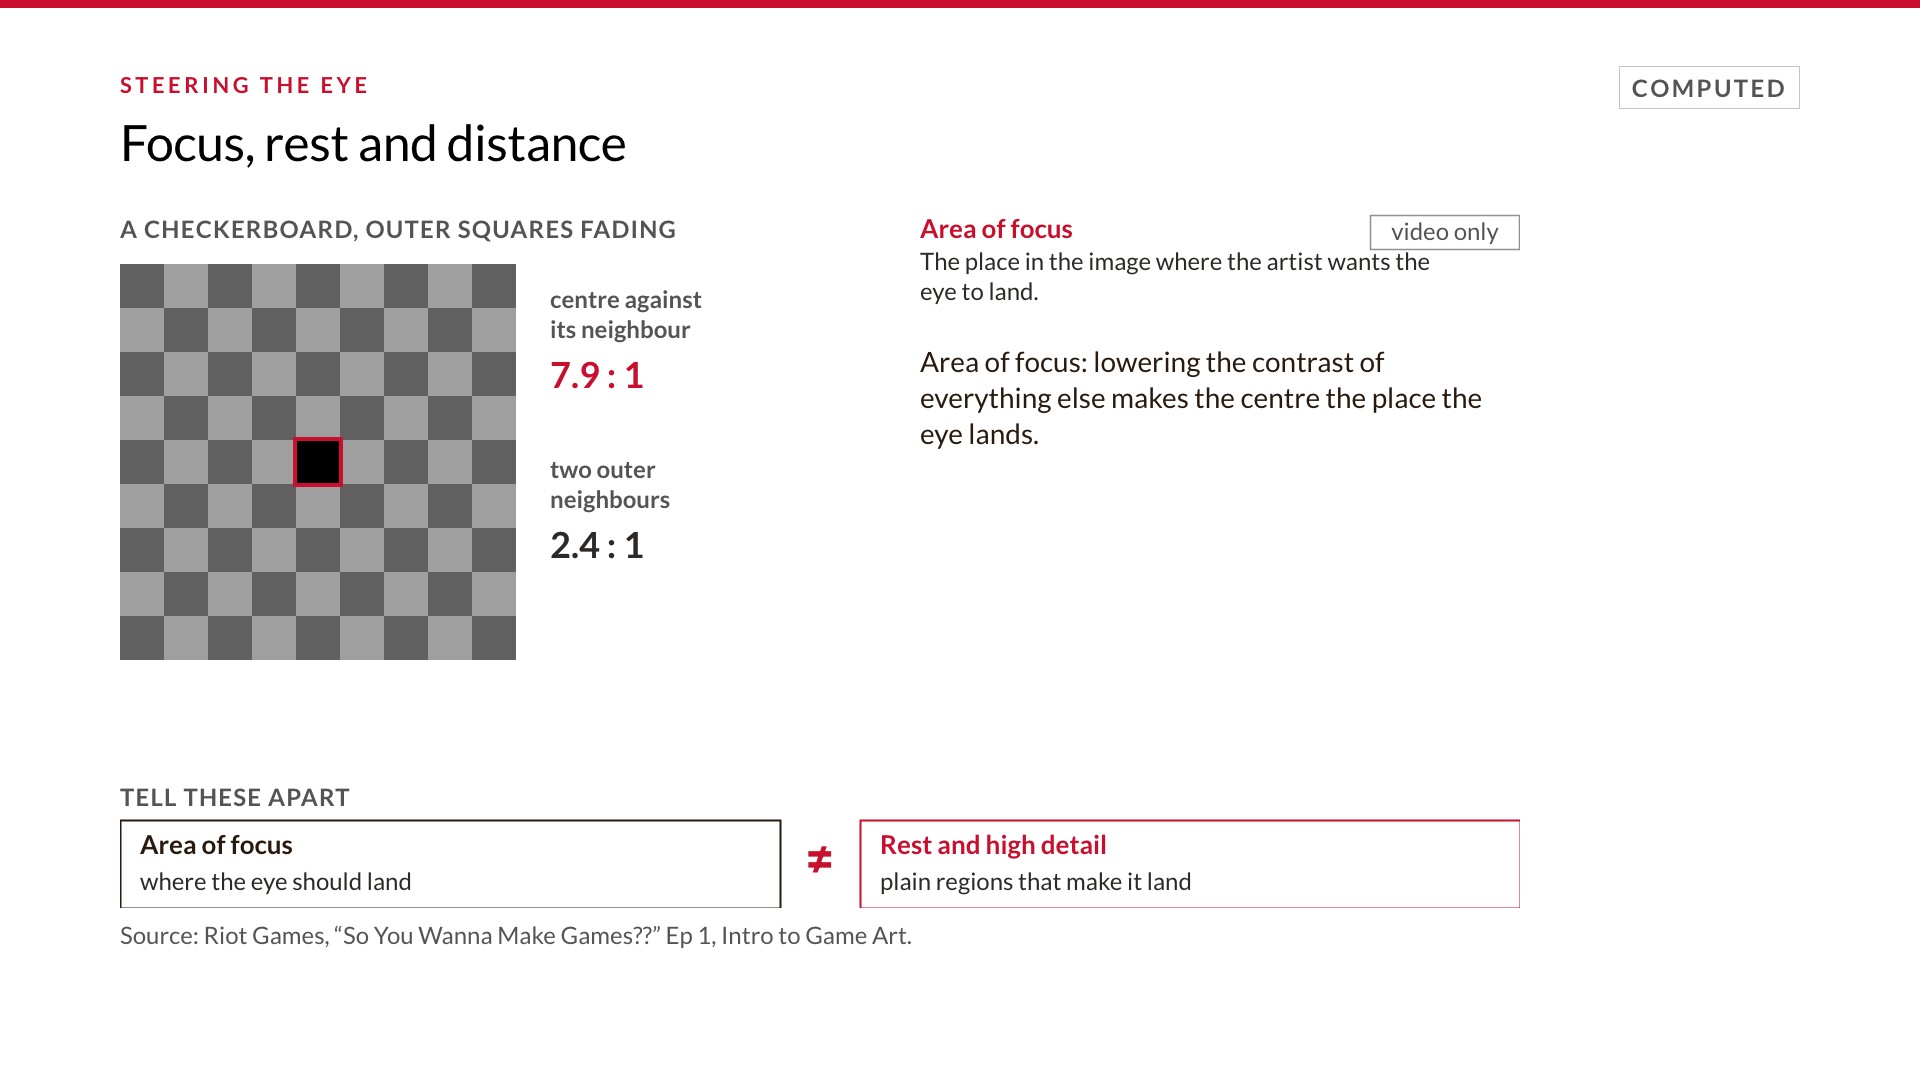 STEERING THE EYE
COMPUTED
Focus, rest and distance
A CHECKERBOARD, OUTER SQUARES FADING
centre against
its neighbour
7.9 : 1
two outer
neighbours
2.4 : 1
Area of focus
video only
The place in the image where the artist wants the
eye to land.
Area of focus: lowering the contrast of
everything else makes the centre the place the
eye lands.
TELL THESE APART
Area of focus
where the eye should land
≠
Rest and high detail
plain regions that make it land
Source: Riot Games, “So You Wanna Make Games??” Ep 1, Intro to Game Art.